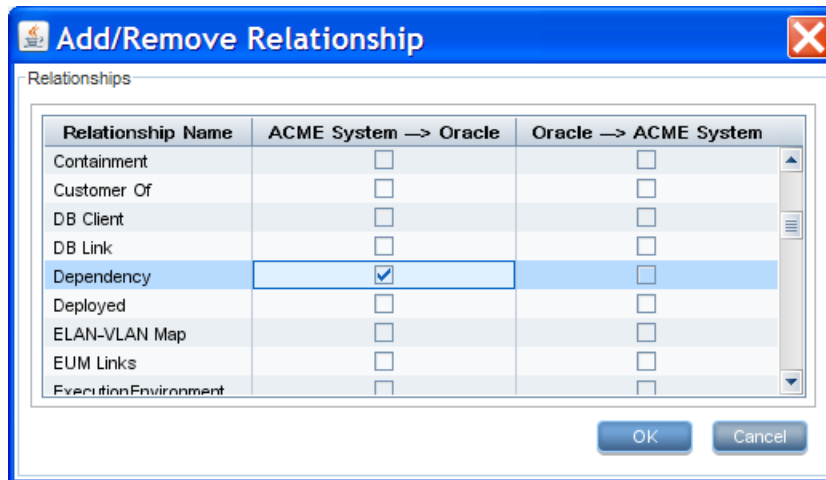 Add/Remove Relationship
Relationships
Relationship Name ACME System —> Oracle Oracle —> ACME System
Containment
Customer Of
DB Client
DB Link
Dependency
Deployed
ELAN-VLAN Map
EUM Links
ExecutionEnvironment
OK Cancel